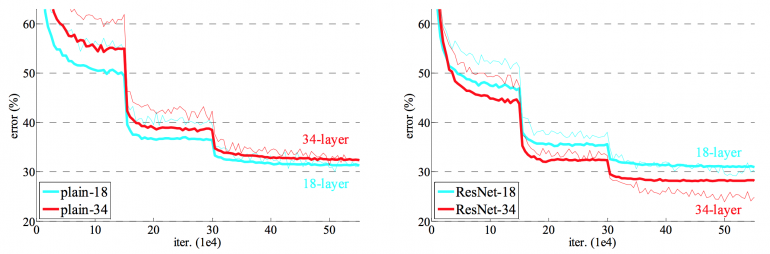 60
50
40
30
20
error (%)
34-layer
18-layer
plain-18
plain-34
0 10 20 30 40 50
iter. (1e4)
60
50
40
30
20
error (%)
18-layer
34-layer
ResNet-18
ResNet-34
0 10 20 30 40 50
iter. (1e4)